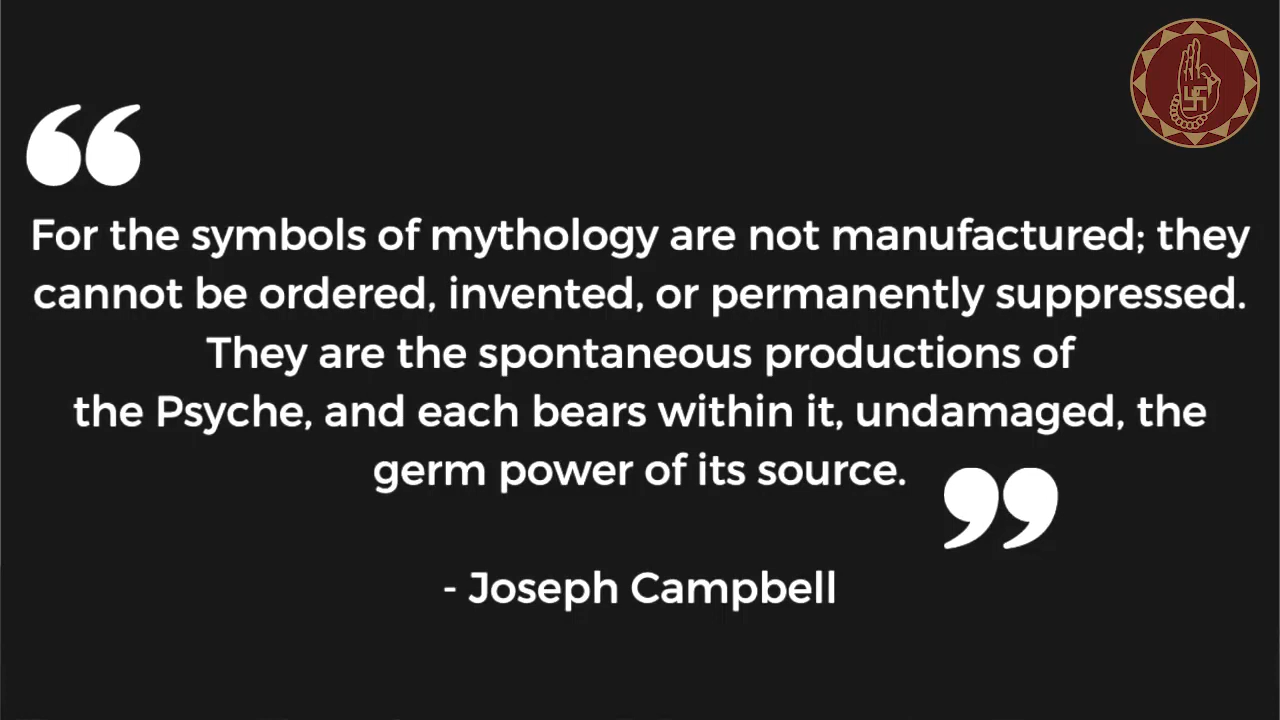 “
For the symbols of mythology are not manufactured; they
cannot be ordered, invented, or permanently suppressed.
They are the spontaneous productions of
the Psyche, and each bears within it, undamaged, the
germ power of its source.
”
- Joseph Campbell